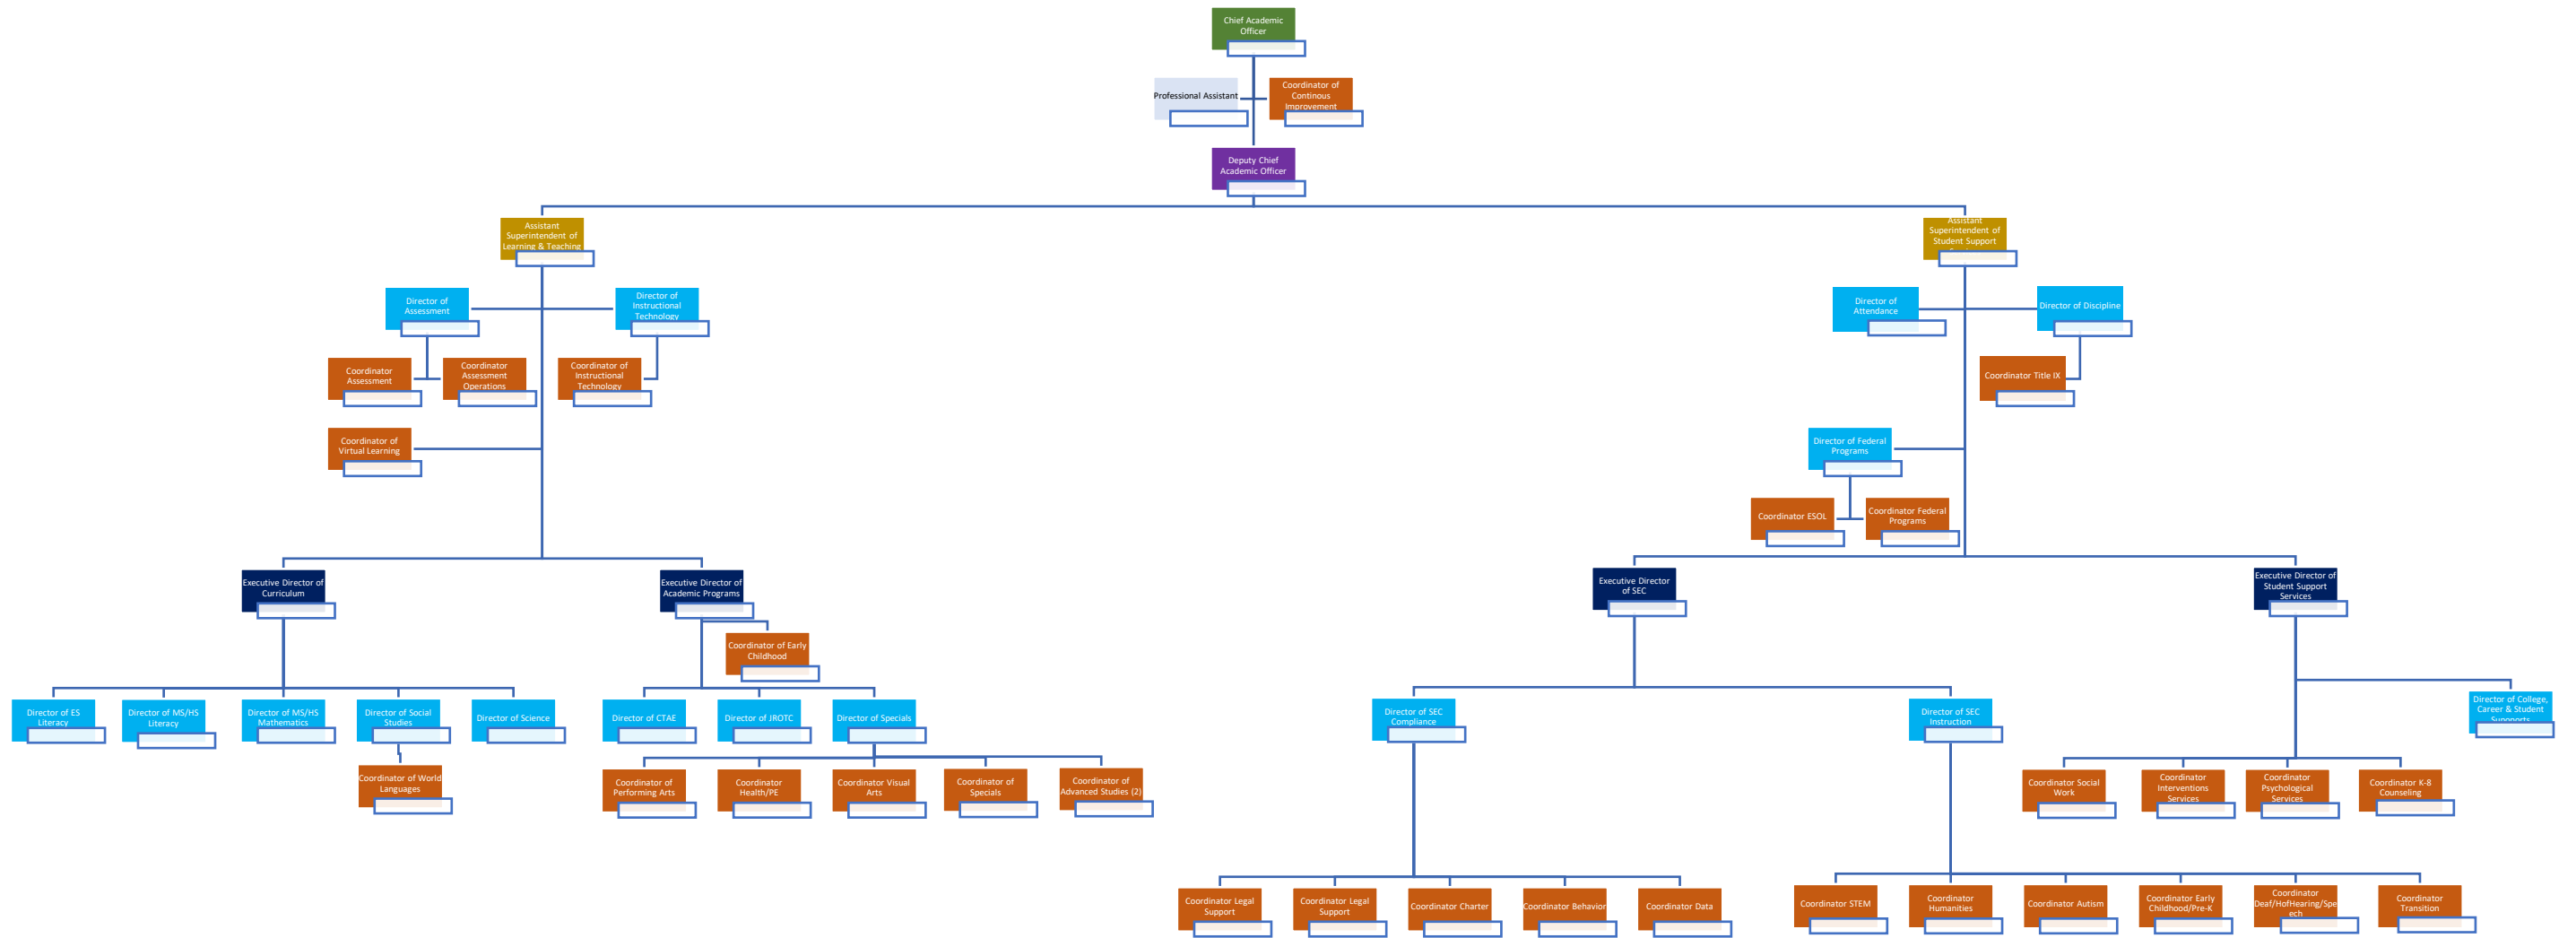 Chief Academic
Officer
Professional Assistant
Coordinator of
Continous
Improvement
Deputy Chief
Academic Officer
Assistant
Superintendent of
Learning & Teaching
Assistant
Superintendent of
Student Support
Director of
Assessment
Director of
Instructional
Technology
Director of
Attendance
Director of Discipline
Coordinator
Assessment
Coordinator
Assessment
Operations
Coordinator of
Instructional
Technology
Coordinator Title IX
Coordinator of
Virtual Learning
Director of Federal
Programs
Coordinator ESOL
Coordinator Federal
Programs
Executive Director of
Curriculum
Executive Director of
Academic Programs
Executive Director
of SEC
Executive Director of
Student Support
Services
Coordinator of Early
Childhood
Director of ES
Literacy
Director of MS/HS
Literacy
Director of MS/HS
Mathematics
Director of Social
Studies
Director of Science
Director of CTAE
Director of JROTC
Director of Specials
Director of SEC
Compliance
Director of SEC
Instruction
Director of College,
Career & Student
Supports
Coordinator of World
Languages
Coordinator of
Performing Arts
Coordinator
Health/PE
Coordinator Visual
Arts
Coordinator of
Specials
Coordinator of
Advanced Studies (2)
Coordinator Social
Work
Coordinator
Interventions
Services
Coordinator
Psychological
Services
Coordinator K-8
Counseling
Coordinator Legal
Support
Coordinator Legal
Support
Coordinator Charter
Coordinator Behavior
Coordinator Data
Coordinator STEM
Coordinator
Humanities
Coordinator Autism
Coordinator Early
Childhood/Pre-K
Coordinator
Deaf/HofHearing/Spe
ech
Coordinator
Transition